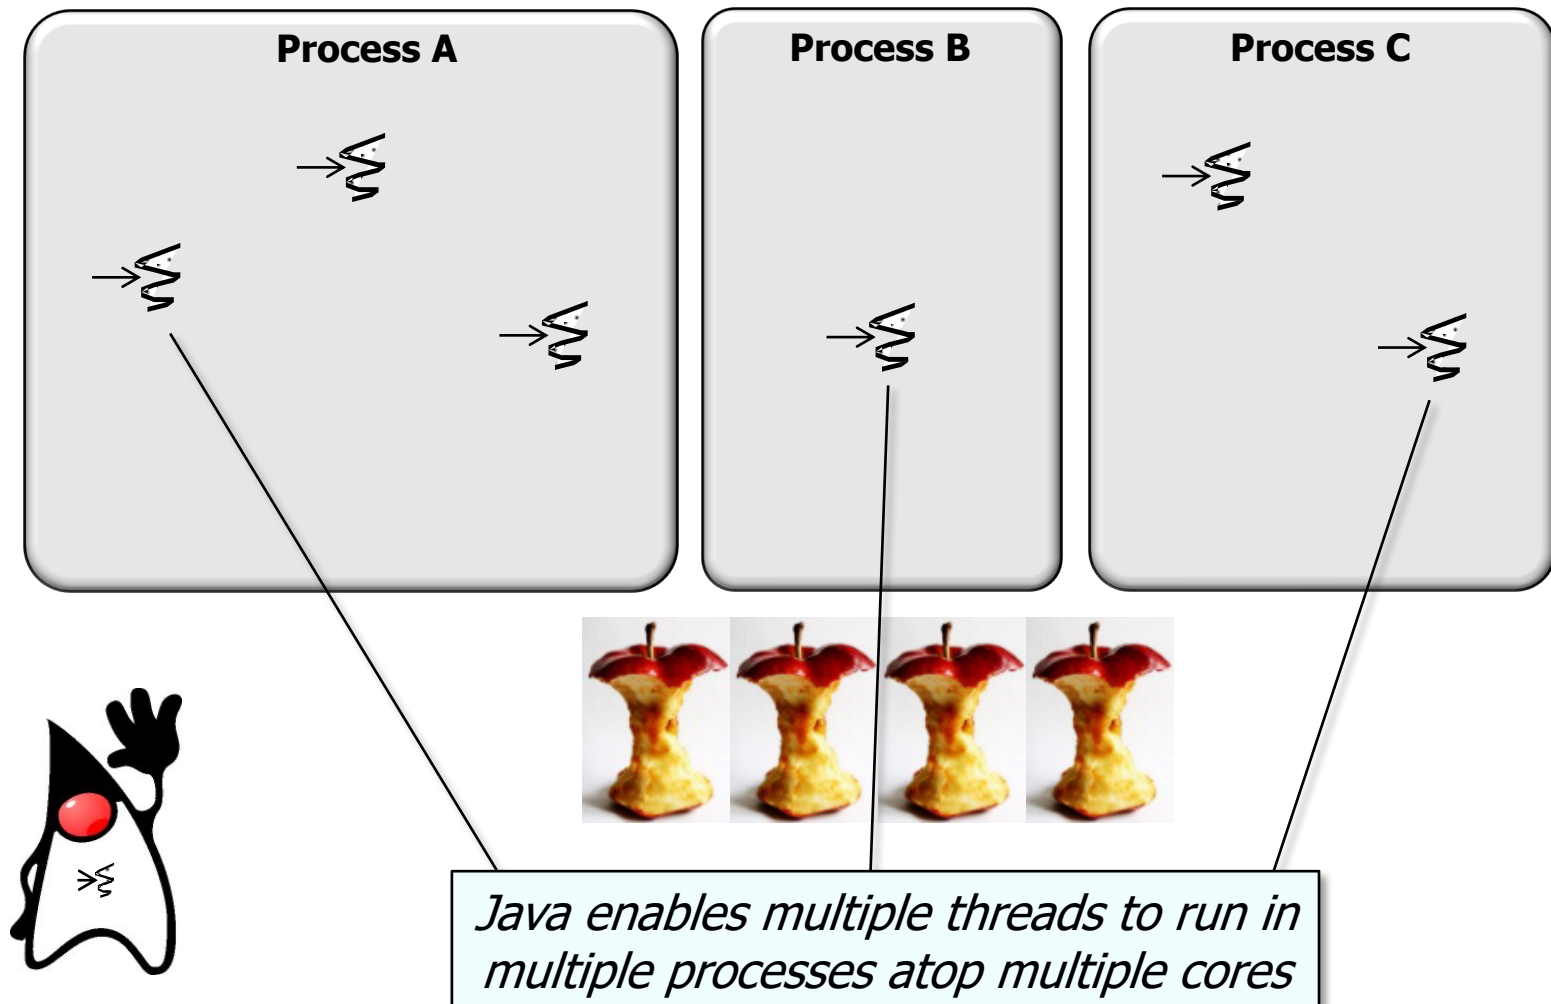 Process A
Process B
Process C
Java enables multiple threads to run in
multiple processes atop multiple cores